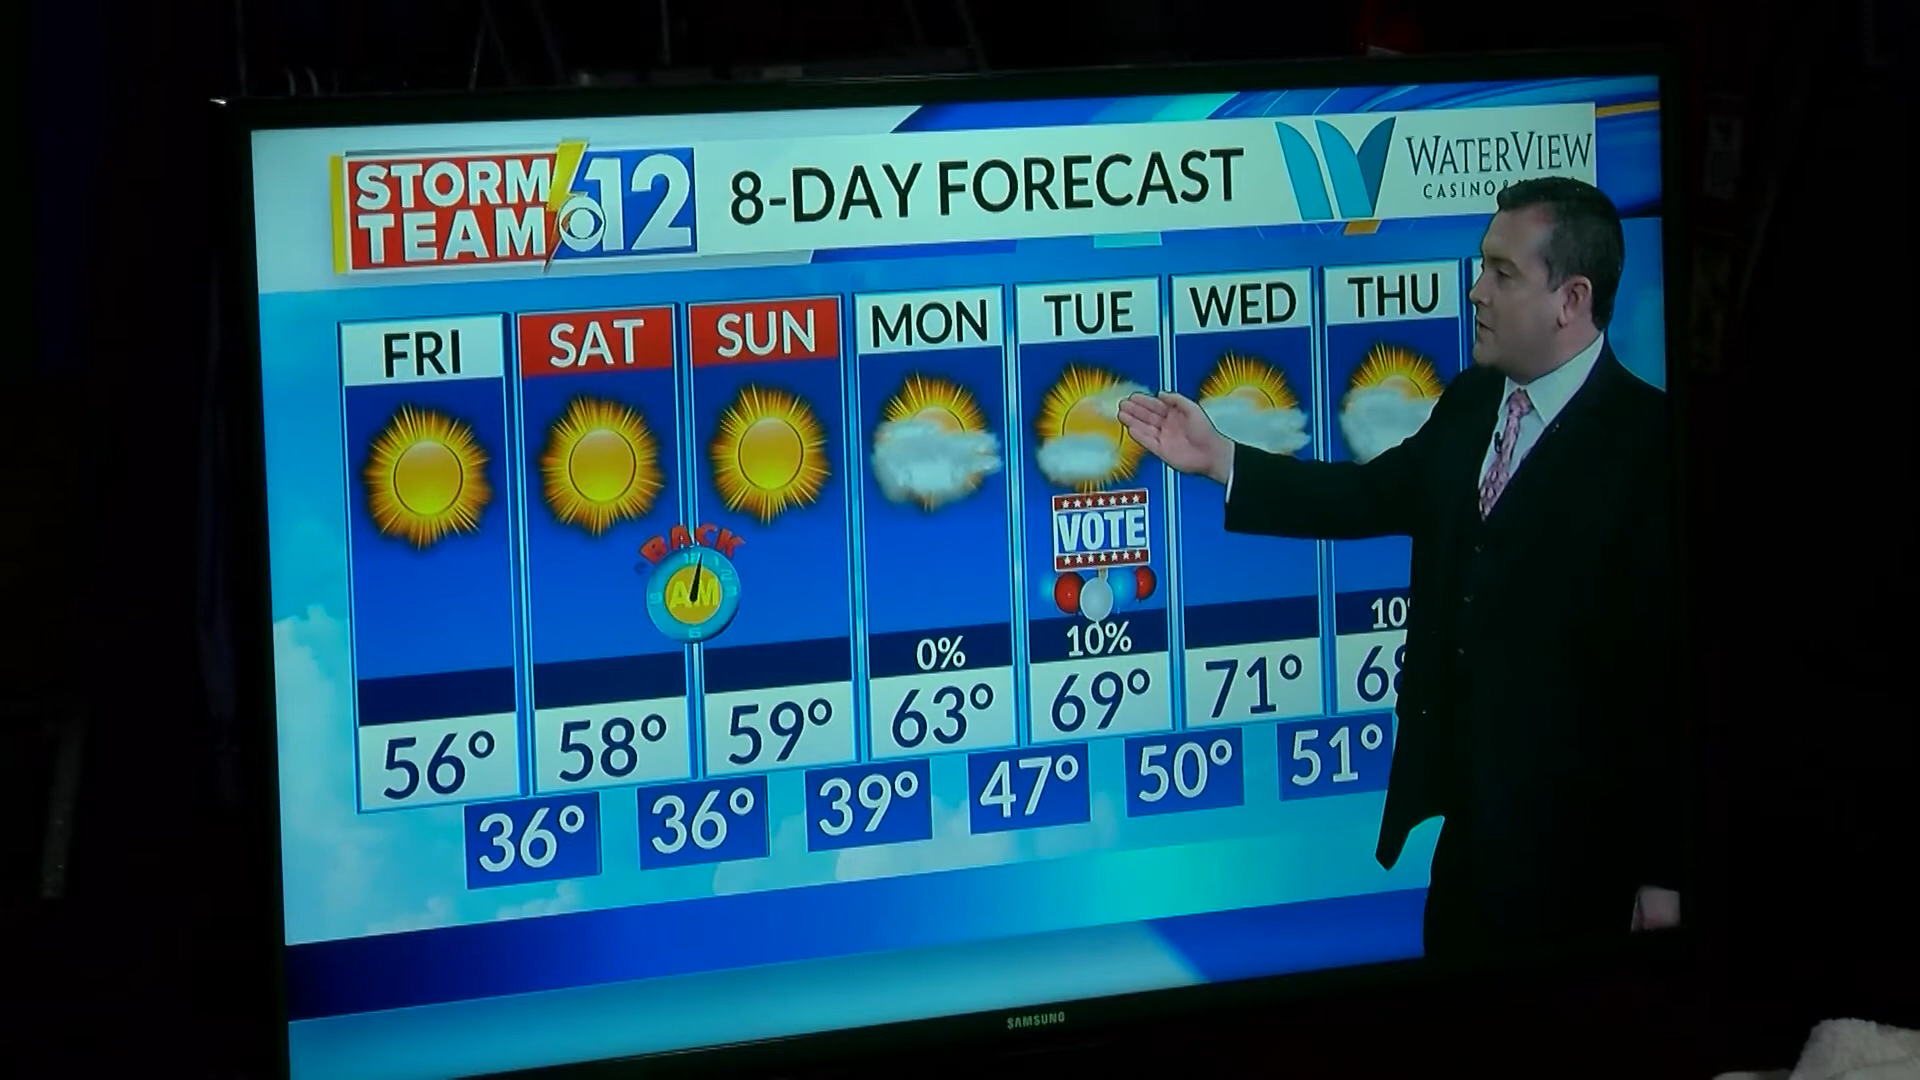 STORM
TEAM 12
8-DAY FORECAST
WATERVIEW
FRI
SAT
SUN
MON
TUE
WED
THU
BACK
AM
VOTE
0%
10%
10
56°
58°
59°
63°
69°
71°
36°
36°
39°
47°
50°
51°
SAMSUNG